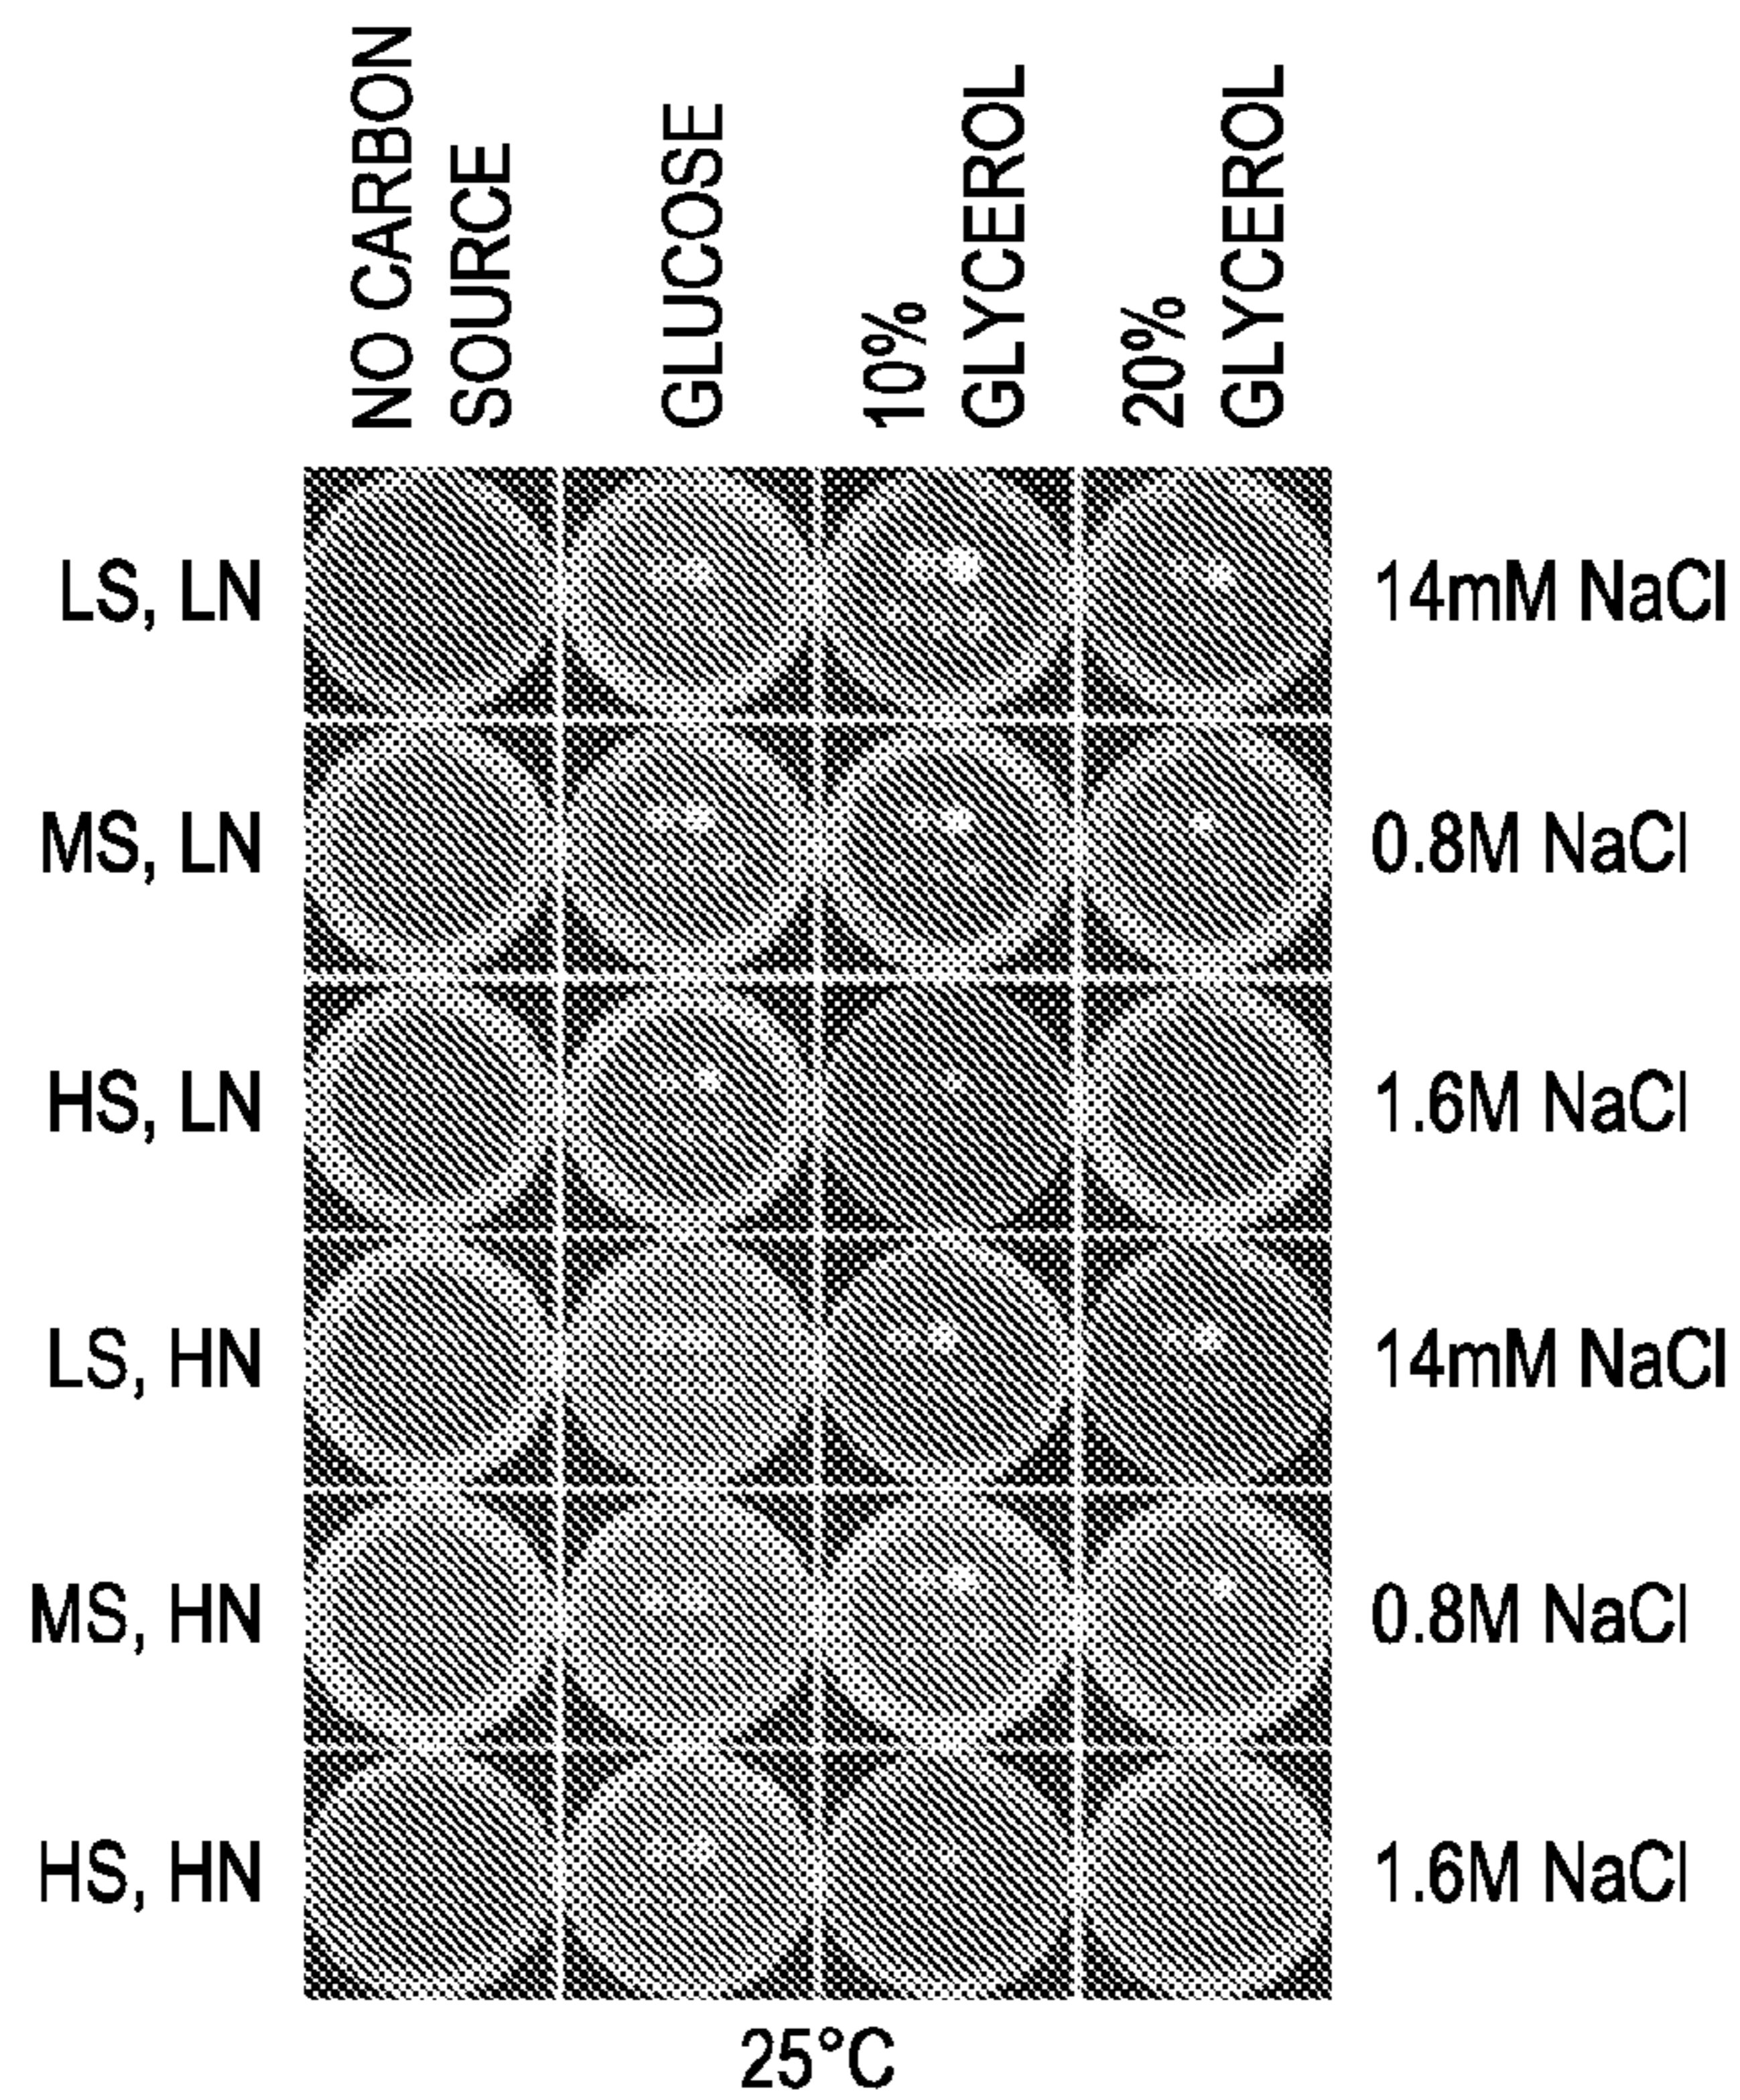 NO CARBON
SOURCE
GLUCOSE
10%
GLYCEROL
20%
GLYCEROL
LS, LN
14mM NaCl
MS, LN
0.8M NaCl
HS, LN
1.6M NaCl
LS, HN
14mM NaCl
MS, HN
0.8M NaCl
HS, HN
1.6M NaCl
25°C